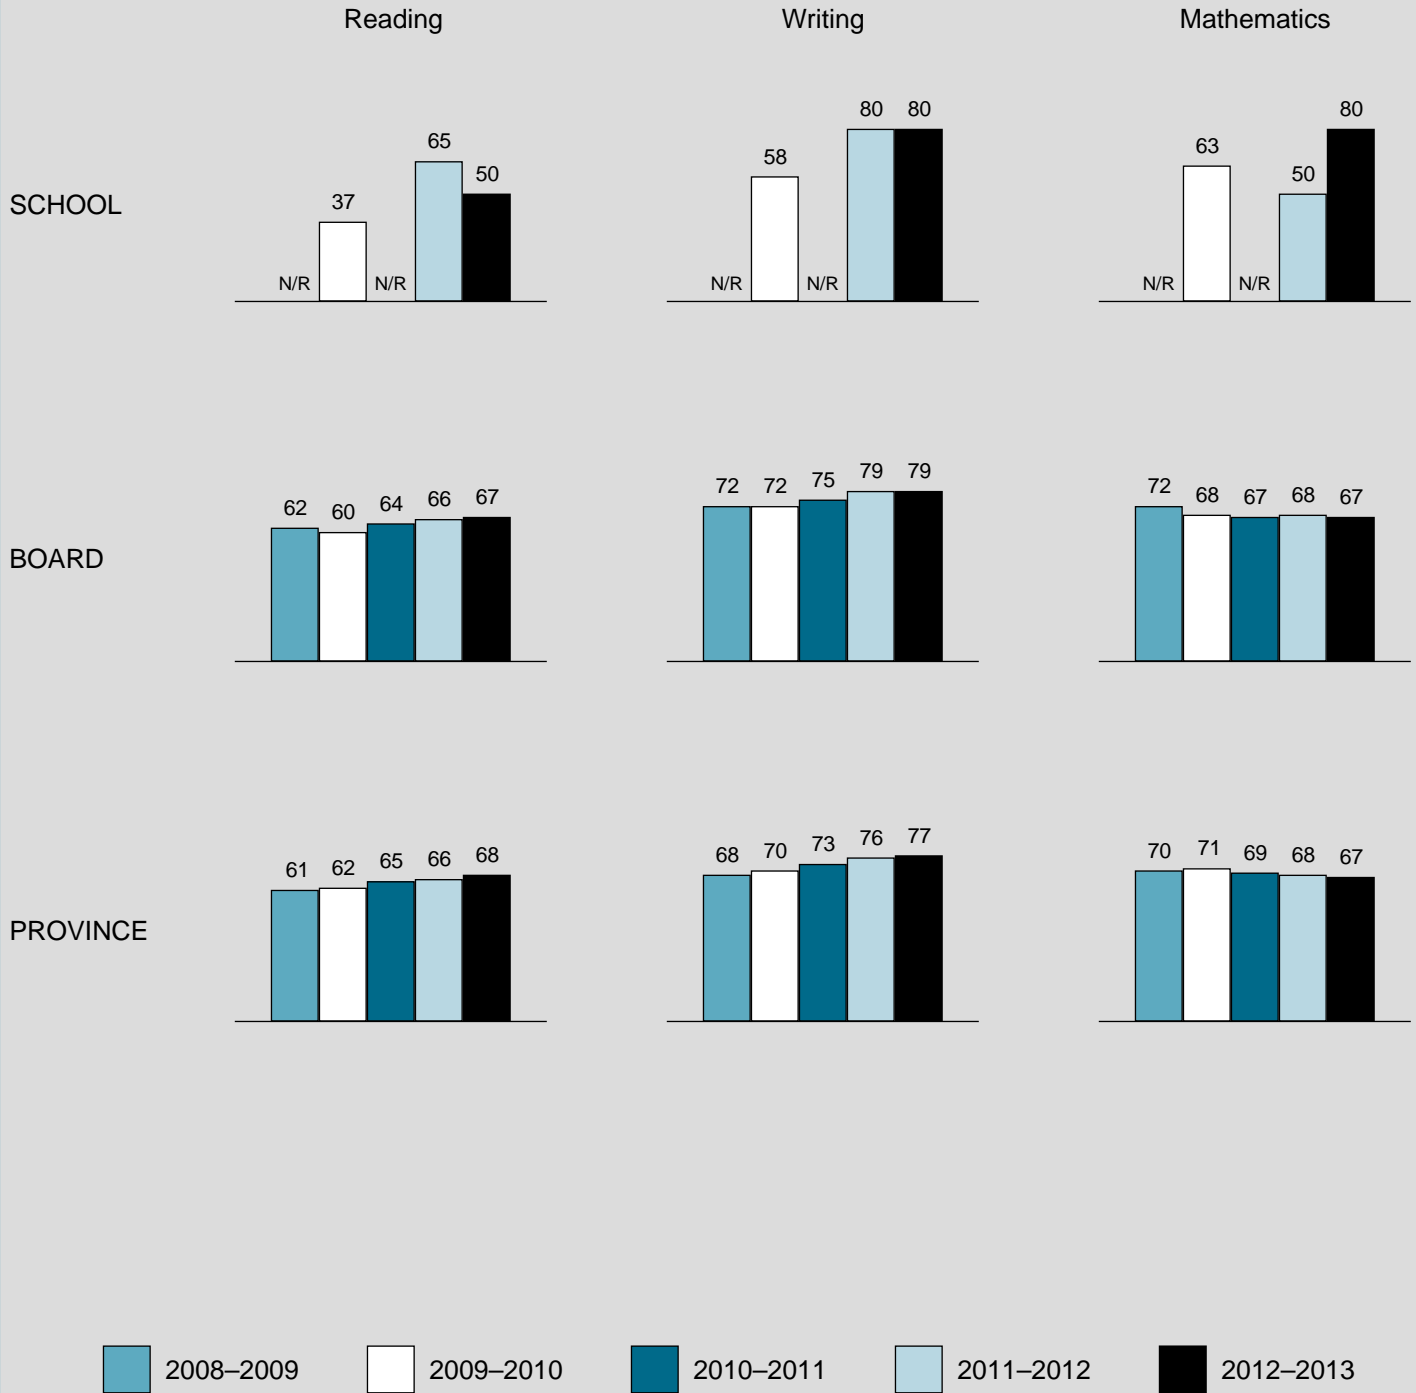 Reading Writing Mathematics
SCHOOL
N/R 37 N/R 65 50
N/R 58 N/R 80 80
N/R 63 N/R 50 80
BOARD
62 60 64 66 67
72 72 75 79 79
72 68 67 68 67
PROVINCE
61 62 65 66 68
68 70 73 76 77
70 71 69 68 67
2008–2009 2009–2010 2010–2011 2011–2012 2012–2013